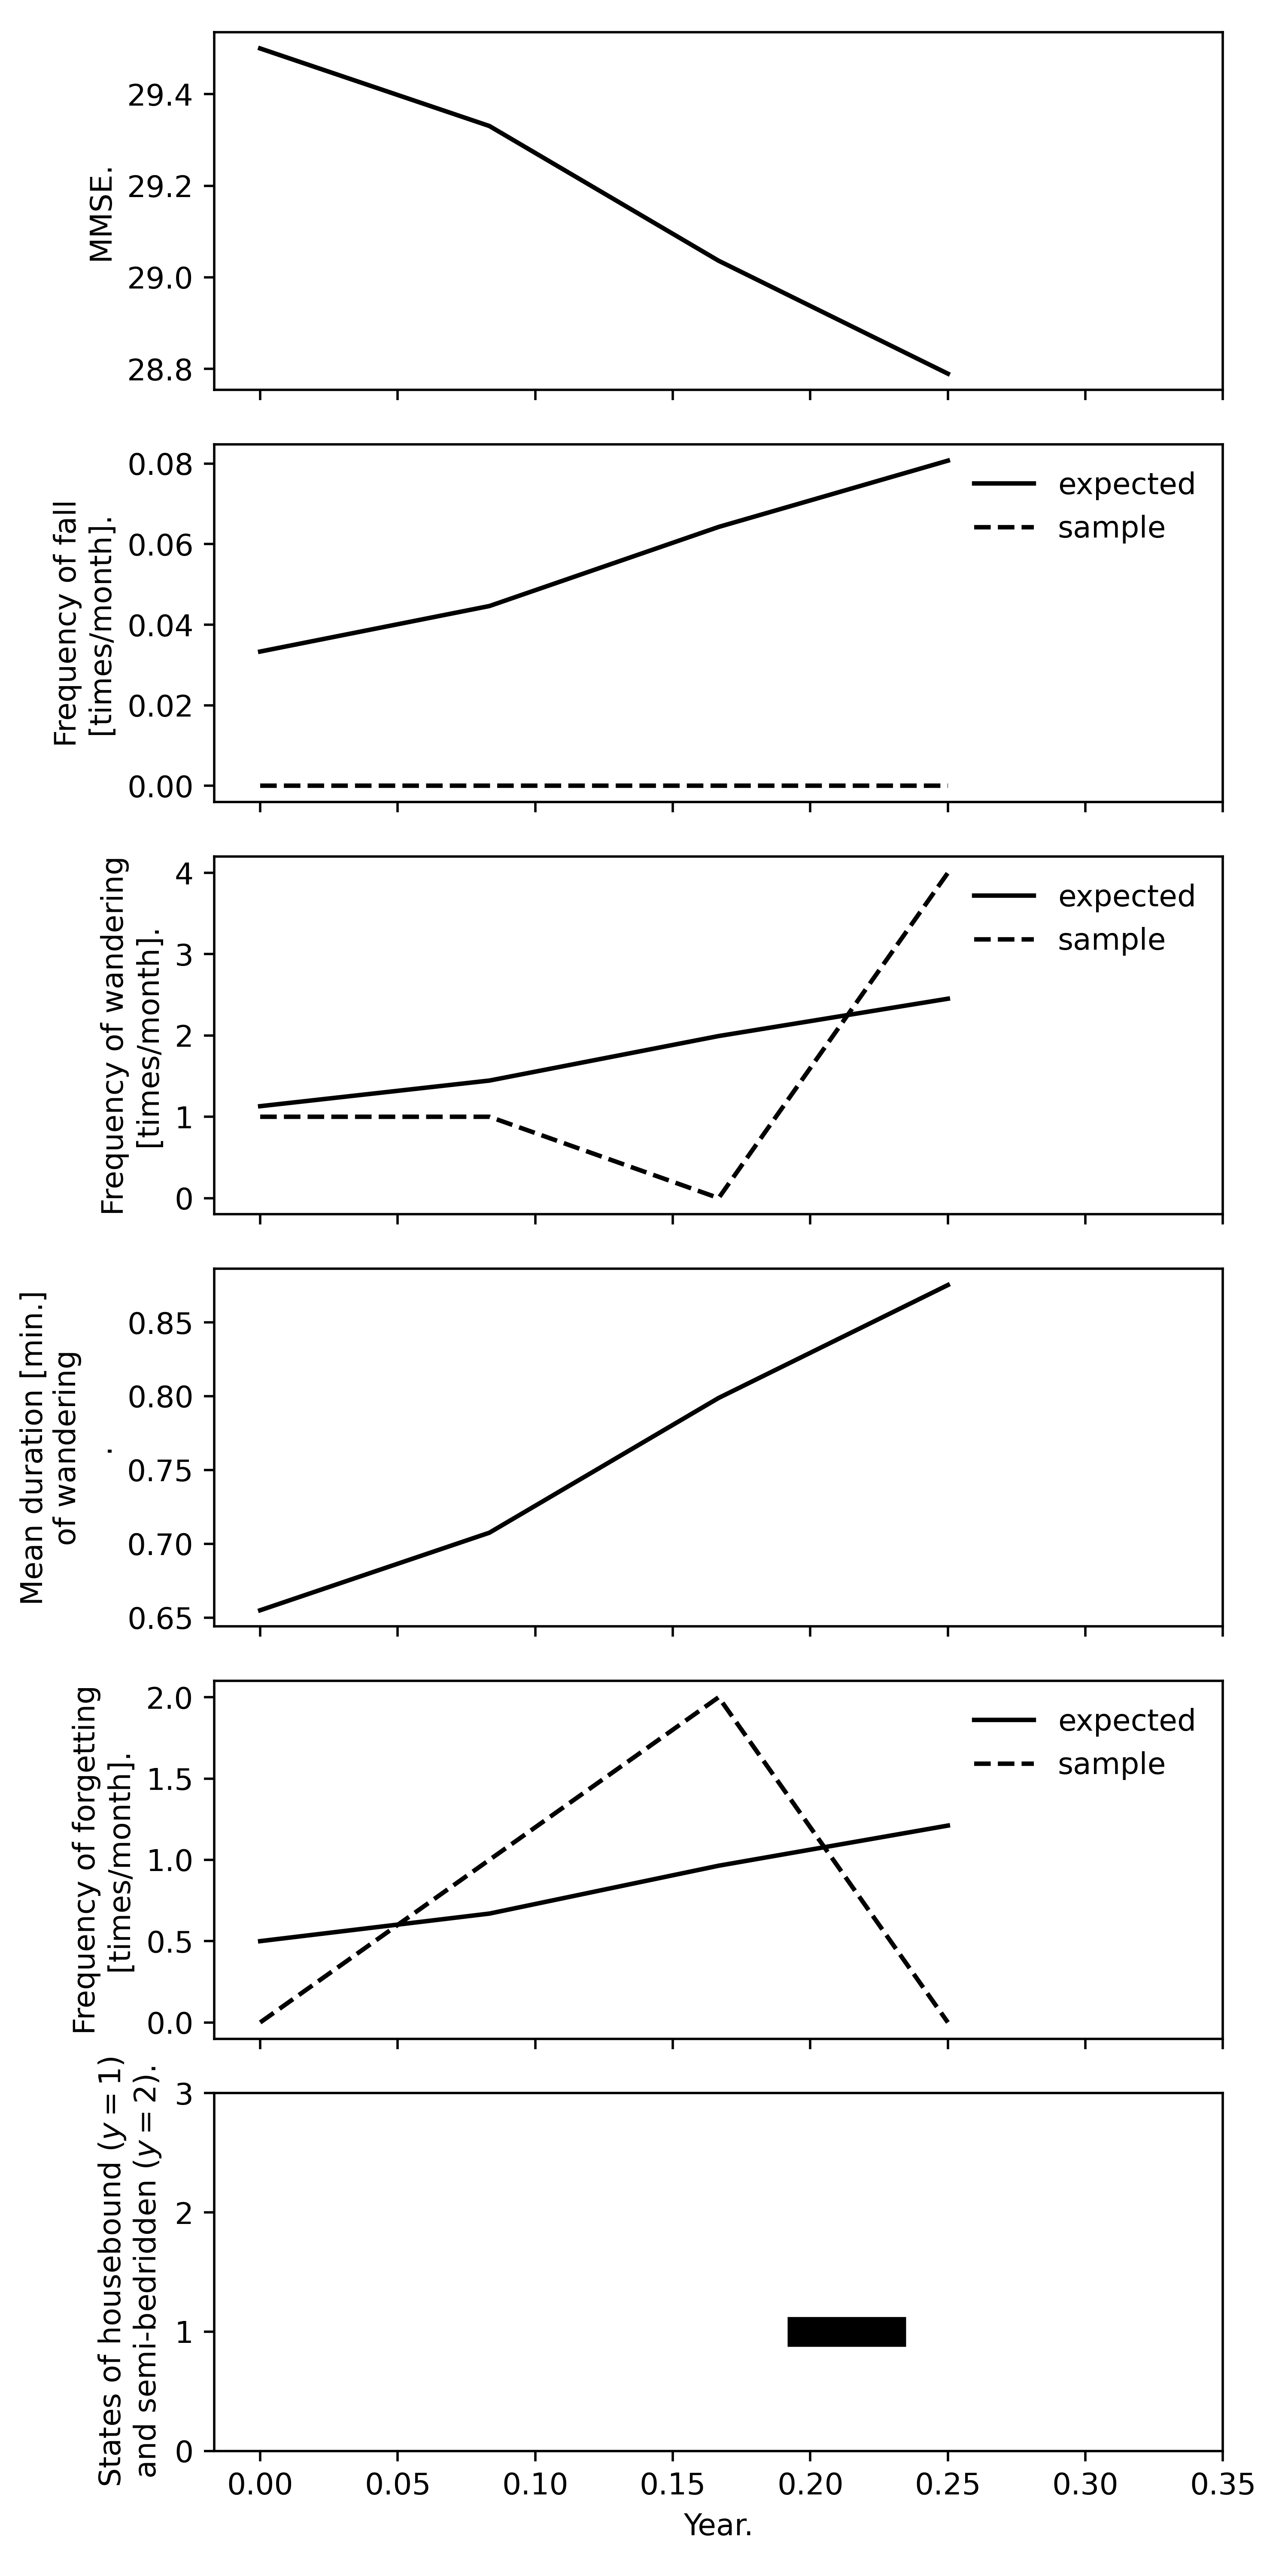 MMSE.
29.4
29.2
29.0
28.8
Frequency of fall
[times/month].
0.08
0.06
0.04
0.02
0.00
expected
sample
Frequency of wandering
[times/month].
4
3
2
1
0
expected
sample
Mean duration [min.]
of wandering
.
0.85
0.80
0.75
0.70
0.65
Frequency of forgetting
[times/month].
2.0
1.5
1.0
0.5
0.0
expected
sample
States of housebound (y = 1)
and semi-bedridden (y = 2).
3
2
1
0
0.00 0.05 0.10 0.15 0.20 0.25 0.30 0.35
Year.